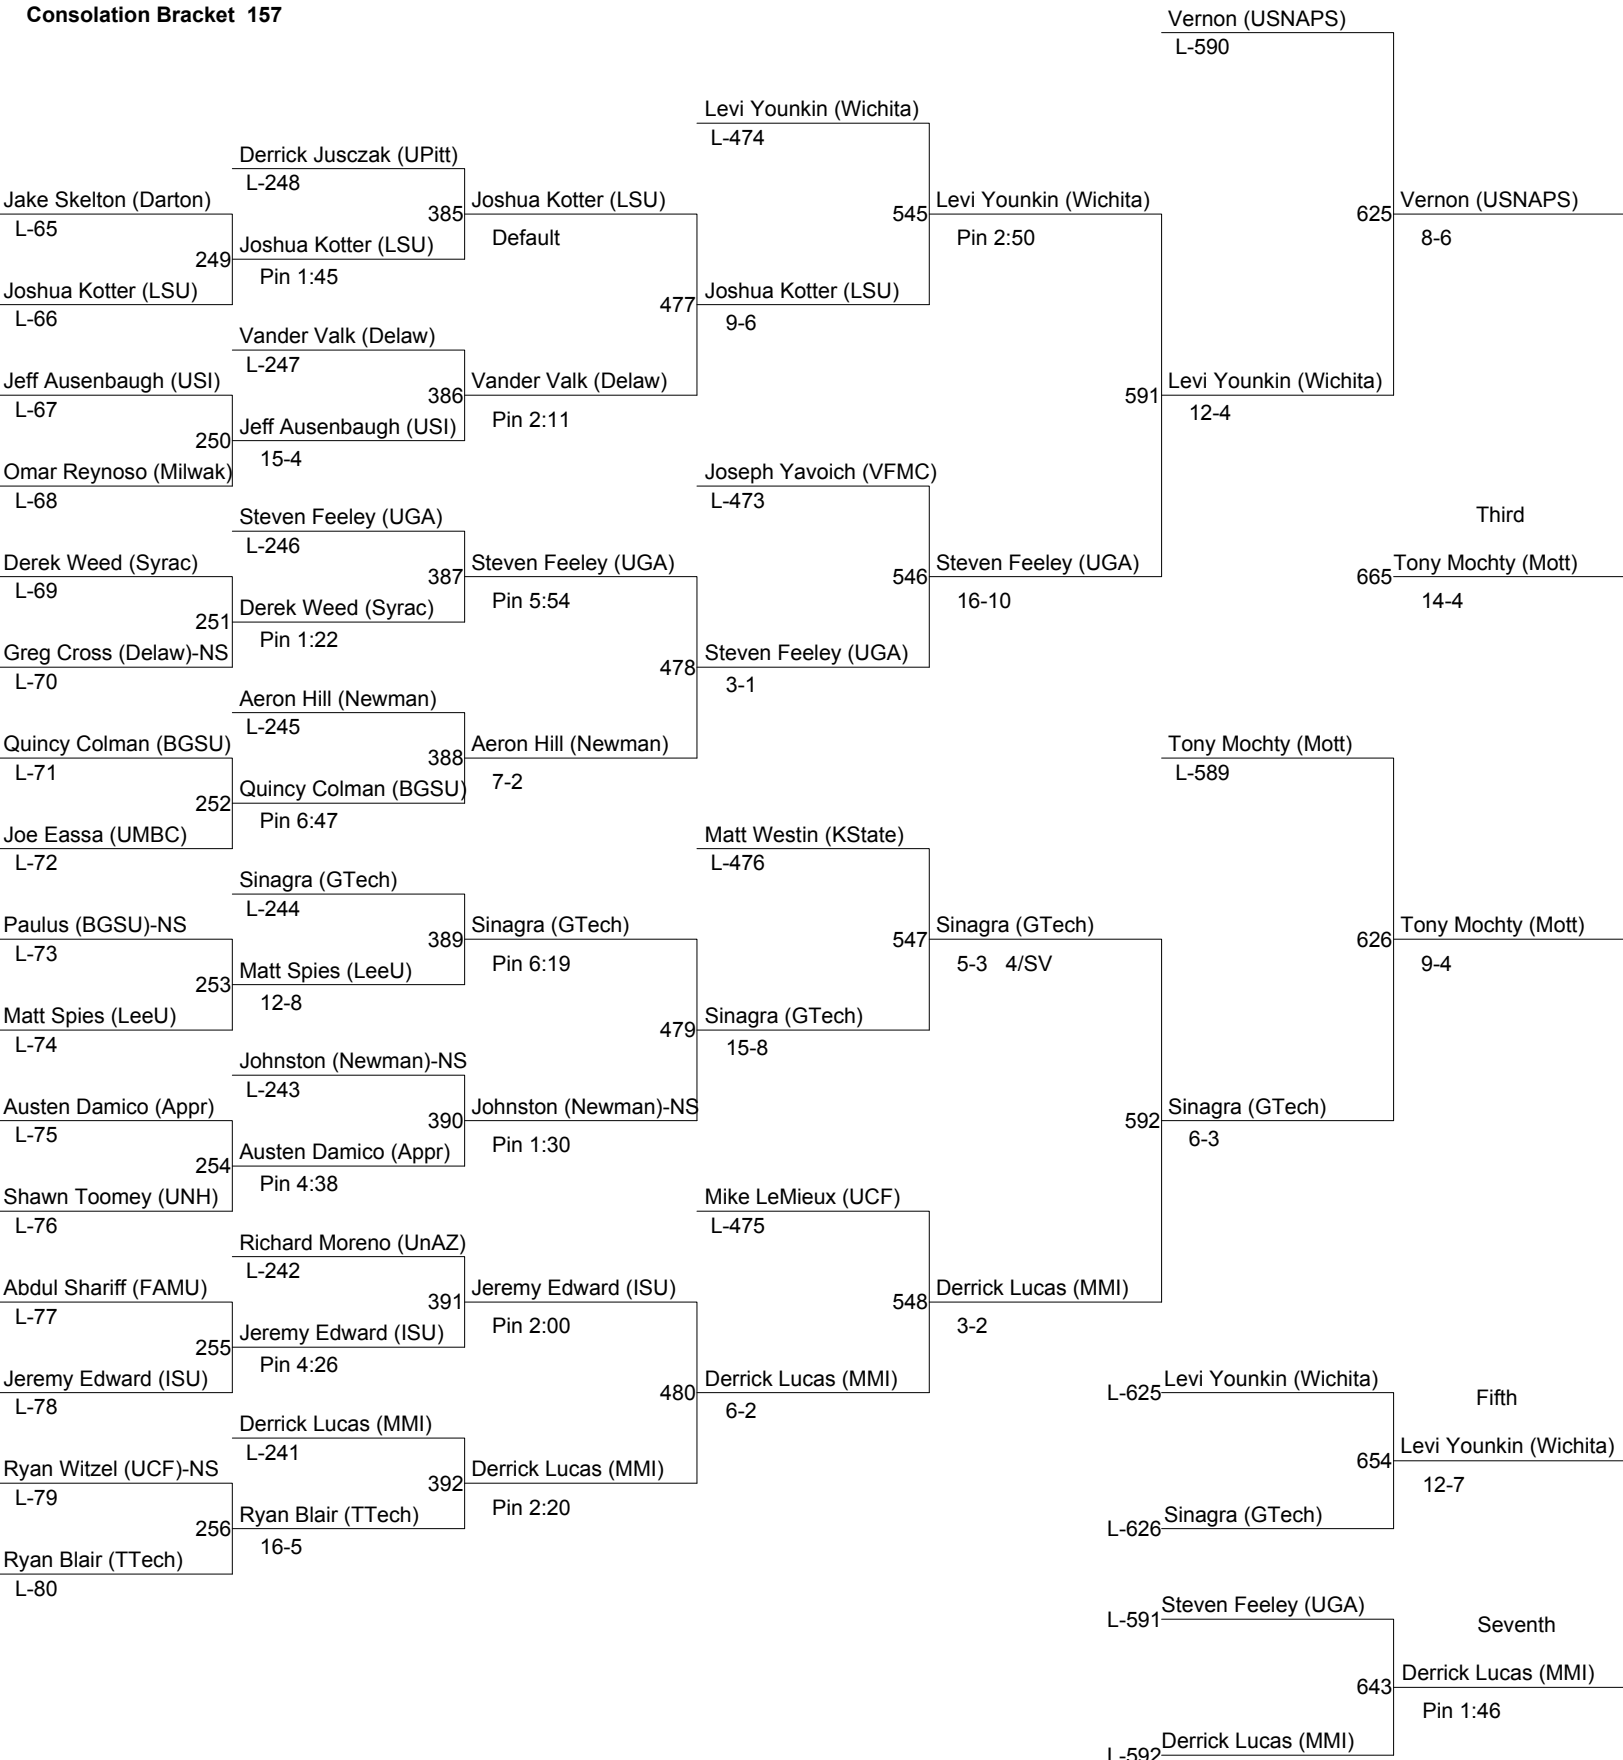 Consolation Bracket 157
Jake Skelton (Darton)
L-65
Joshua Kotter (LSU)
L-66
Jeff Ausenbaugh (USI)
L-67
Omar Reynoso (Milwak)
L-68
Derek Weed (Syrac)
L-69
Greg Cross (Delaw)-NS
L-70
Quincy Colman (BGSU)
L-71
Joe Eassa (UMBC)
L-72
Paulus (BGSU)-NS
L-73
Matt Spies (LeeU)
L-74
Austen Damico (Appr)
L-75
Shawn Toomey (UNH)
L-76
Abdul Shariff (FAMU)
L-77
Jeremy Edward (ISU)
L-78
Ryan Witzel (UCF)-NS
L-79
Ryan Blair (TTech)
L-80
Derrick Jusczak (UPitt)
L-248
249
Joshua Kotter (LSU)
Pin 1:45
Vander Valk (Delaw)
L-247
250
Jeff Ausenbaugh (USI)
15-4
Steven Feeley (UGA)
L-246
251
Derek Weed (Syrac)
Pin 1:22
Aeron Hill (Newman)
L-245
252
Quincy Colman (BGSU)
Pin 6:47
Sinagra (GTech)
L-244
253
Matt Spies (LeeU)
12-8
Johnston (Newman)-NS
L-243
254
Austen Damico (Appr)
Pin 4:38
Richard Moreno (UnAZ)
L-242
255
Jeremy Edward (ISU)
Pin 4:26
Derrick Lucas (MMI)
L-241
256
Ryan Blair (TTech)
16-5
385
Joshua Kotter (LSU)
Default
386
Vander Valk (Delaw)
Pin 2:11
387
Steven Feeley (UGA)
Pin 5:54
388
Aeron Hill (Newman)
7-2
389
Sinagra (GTech)
Pin 6:19
390
Johnston (Newman)-NS
Pin 1:30
391
Jeremy Edward (ISU)
Pin 2:00
392
Derrick Lucas (MMI)
Pin 2:20
Levi Younkin (Wichita)
L-474
477
Joshua Kotter (LSU)
9-6
Joseph Yavoich (VFMC)
L-473
478
Steven Feeley (UGA)
3-1
Matt Westin (KState)
L-476
479
Sinagra (GTech)
15-8
Mike LeMieux (UCF)
L-475
480
Derrick Lucas (MMI)
6-2
545
Levi Younkin (Wichita)
Pin 2:50
546
Steven Feeley (UGA)
16-10
547
Sinagra (GTech)
5-3 4/SV
548
Derrick Lucas (MMI)
3-2
Vernon (USNAPS)
L-590
591
Levi Younkin (Wichita)
12-4
Tony Mochty (Mott)
L-589
592
Sinagra (GTech)
6-3
625
Vernon (USNAPS)
8-6
Third
665
Tony Mochty (Mott)
14-4
626
Tony Mochty (Mott)
9-4
L-625
Levi Younkin (Wichita)
Fifth
654
Levi Younkin (Wichita)
12-7
L-626
Sinagra (GTech)
L-591
Steven Feeley (UGA)
Seventh
643
Derrick Lucas (MMI)
Pin 1:46
L-592
Derrick Lucas (MMI)